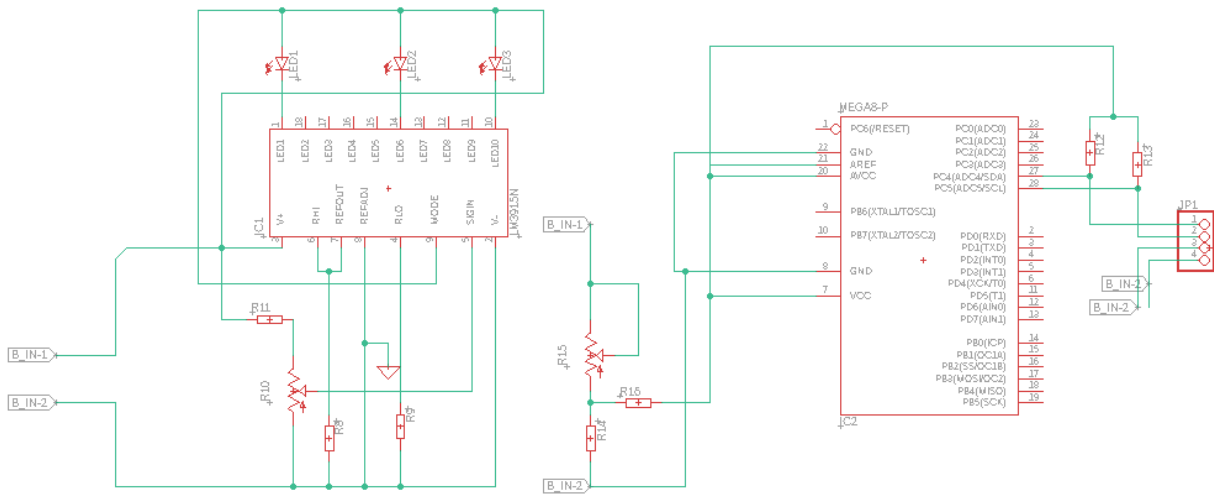 LED1
LED2
LED3
1
18
17
16
15
14
13
12
11
10
LED1
LED2
LED3
LED4
LED5
LED6
LED7
LED8
LED9
LED10
V+
RHI
REFOUT
REFADJ
RLO
MODE
SIGIN
V-
IC1
LM3915N
3
6
7
8
4
9
5
2
R11
R10
R8
R9
B_IN-1
B_IN-2
B_IN-1
R15
R16
R14
B_IN-2
MEGA8-P
1
PC6(/RESET)
22
GND
21
AREF
20
AVCC
9
PB6(XTAL1/TOSC1)
10
PB7(XTAL2/TOSC2)
8
GND
7
VCC
PC0(ADC0)
23
PC1(ADC1)
24
PC2(ADC2)
25
PC3(ADC3)
26
PC4(ADC4/SDA)
27
PC5(ADC5/SCL)
28
PD0(RXD)
2
PD1(TXD)
3
PD2(INT0)
4
PD3(INT1)
5
PD4(XCK/T0)
6
PD5(T1)
11
PD6(AIN0)
12
PD7(AIN1)
13
PB0(ICP)
14
PB1(OC1A)
15
PB2(SS/OC1B)
16
PB3(MOSI/OC2)
17
PB4(MISO)
18
PB5(SCK)
19
IC2
R12
R13
JP1
1
2
3
4
B_IN-2
B_IN-2